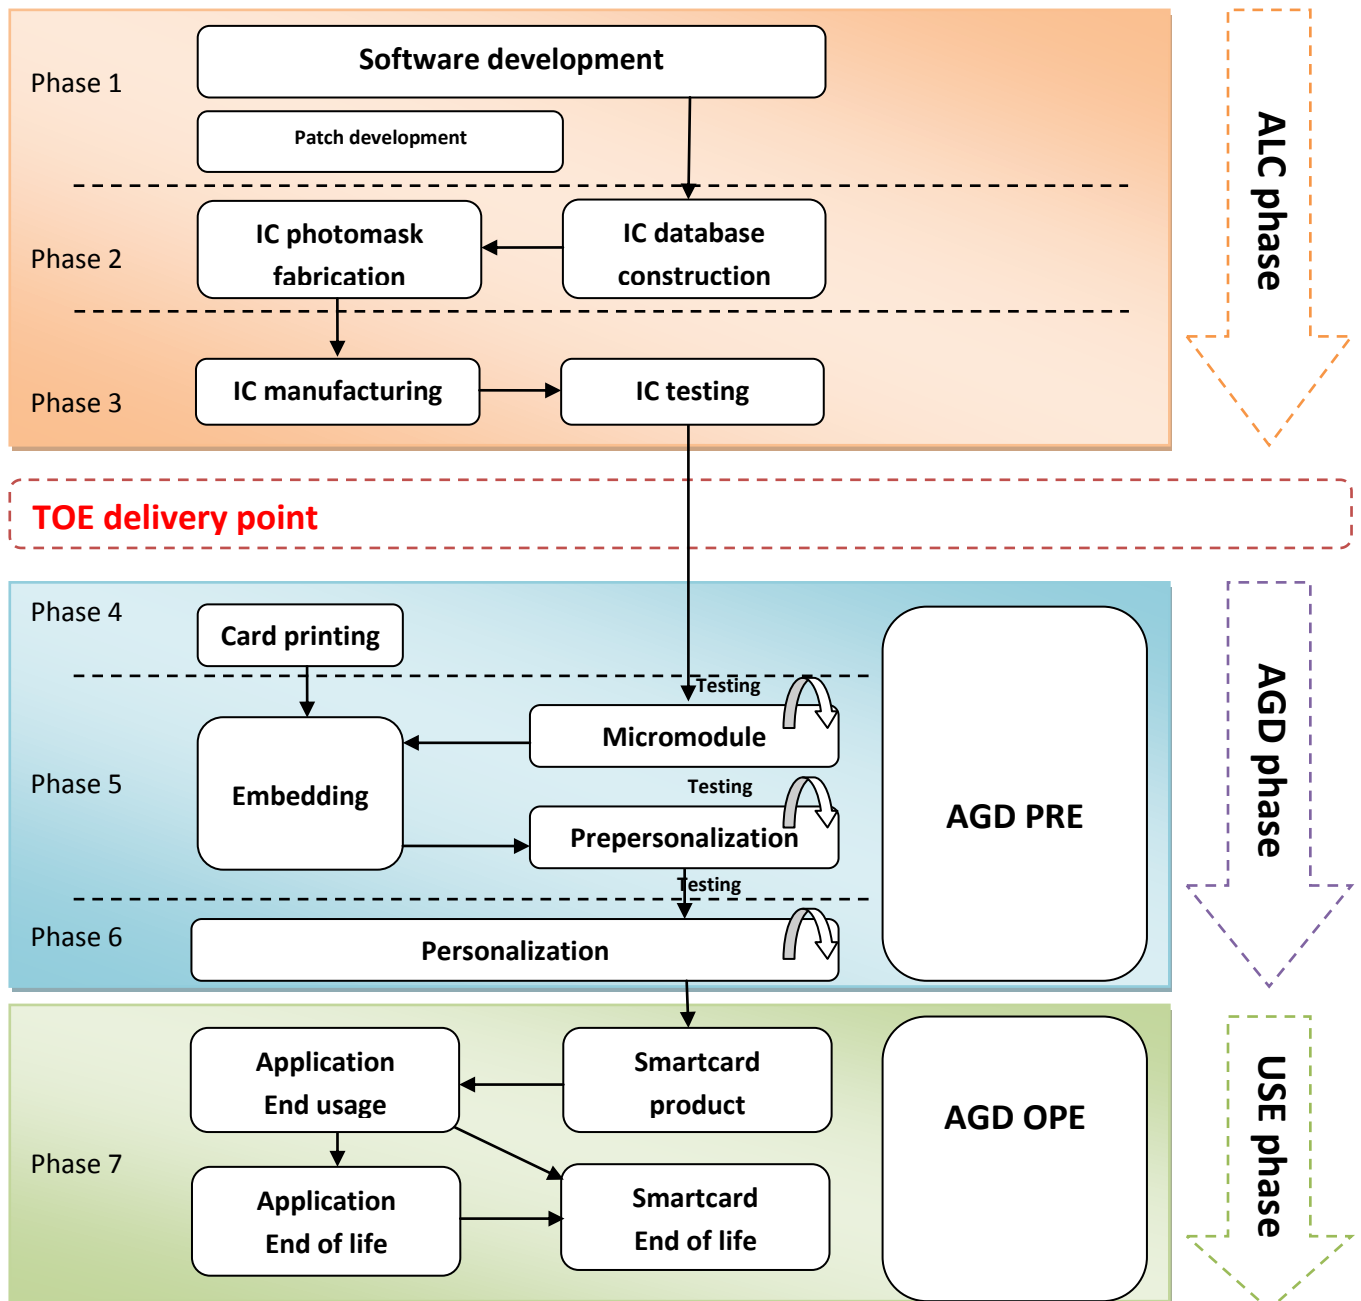 Software development
Phase 1
Patch development
ALC phase
IC photomask
fabrication
IC database
construction
Phase 2
IC manufacturing
IC testing
Phase 3
TOE delivery point
Phase 4
Card printing
Testing
Micromodule
AGD phase
Phase 5
Embedding
Testing
Prepersonalization
AGD PRE
Testing
Phase 6
Personalization
Application
End usage
Smartcard
product
AGD OPE
USE phase
Phase 7
Application
End of life
Smartcard
End of life